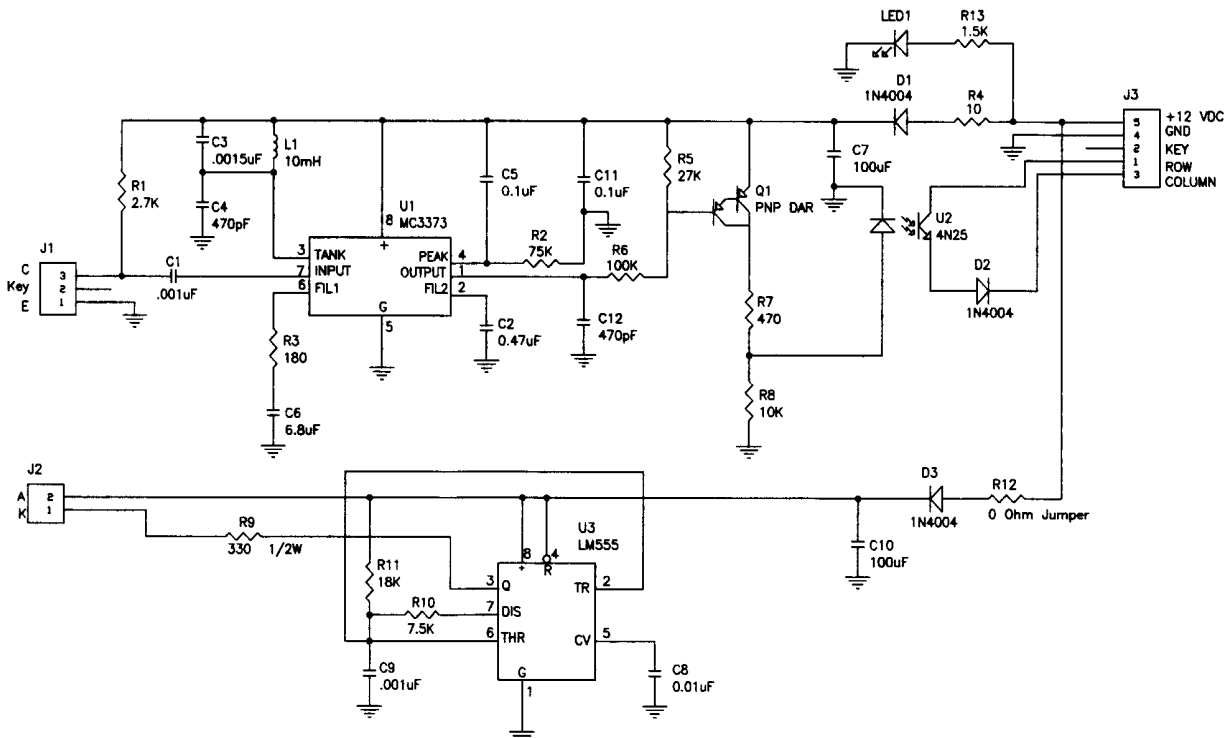 LED1
R13
1.5K
D1
1N4004
R4
10
J3
5
4
2
1
3
+12 VDC
GND
KEY
ROW
COLUMN
C3
.0015uF
L1
10mH
R1
2.7K
C4
470pF
U1
MC3373
8
+
3
7
6
TANK
INPUT
FIL1
PEAK
OUTPUT
FIL2
G
4
1
2
5
C5
0.1uF
C11
0.1uF
R5
27K
Q1
PNP DAR
C7
100uF
U2
4N25
D2
1N4004
R2
75K
R6
100K
J1
C
Key
E
3
2
1
C1
.001uF
R3
180
C2
0.47uF
C12
470pF
R7
470
R8
10K
C6
6.8uF
J2
A
K
2
1
R9
330
1/2W
R11
18K
R10
7.5K
U3
LM555
8
4
+
R
3
7
6
Q
DIS
THR
TR
CV
G
2
5
1
C9
.001uF
C8
0.01uF
D3
1N4004
R12
0 Ohm Jumper
C10
100uF